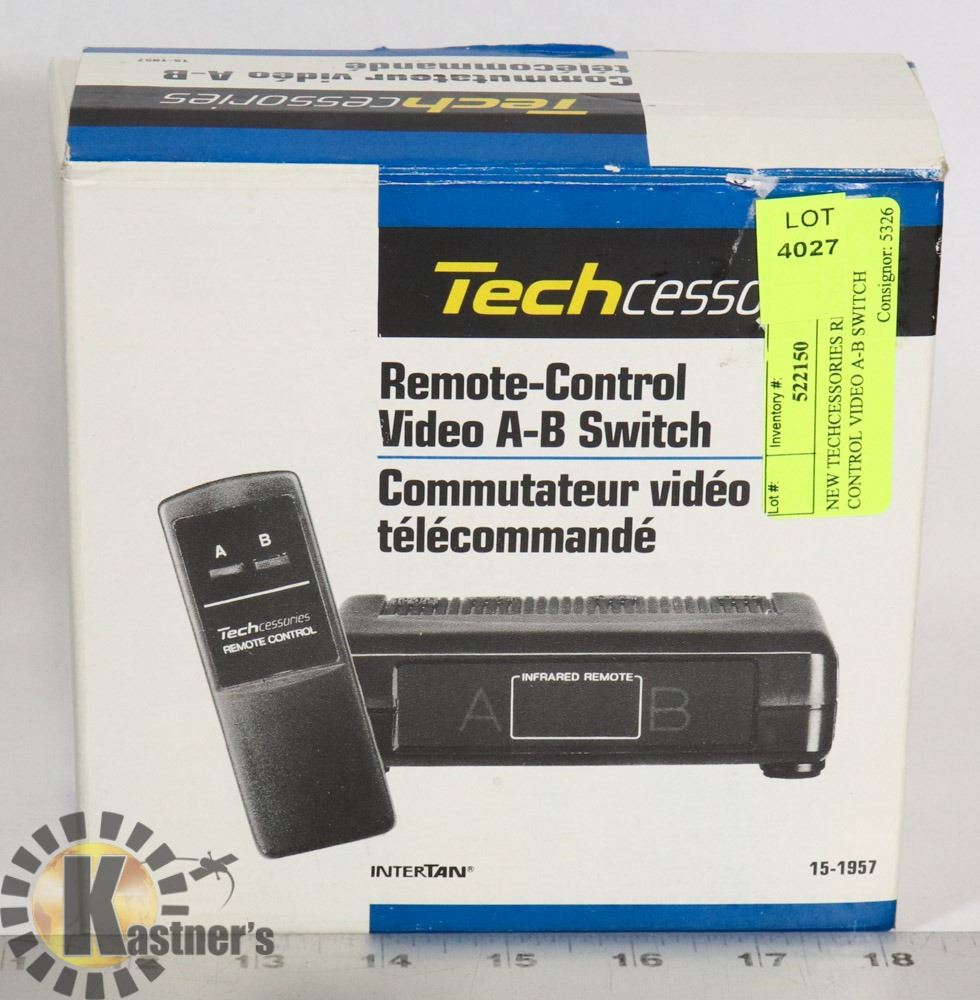 15-1957
Commutateur vidéo A-B
télécommandé
Techcessories
Techcesso
Remote-Control
Video A-B Switch
Commutateur vidéo
télécommandé
LOT
4027
Lot #:
Inventory #:
522150
NEW TECHCESSORIES R
CONTROL VIDEO A-B SWITCH
Consignor: 5326
A B
Techcessories
REMOTE CONTROL
INFRARED REMOTE
A B
INTERTAN®
15-1957
Kastner's
12 13 14 15 16 17 18